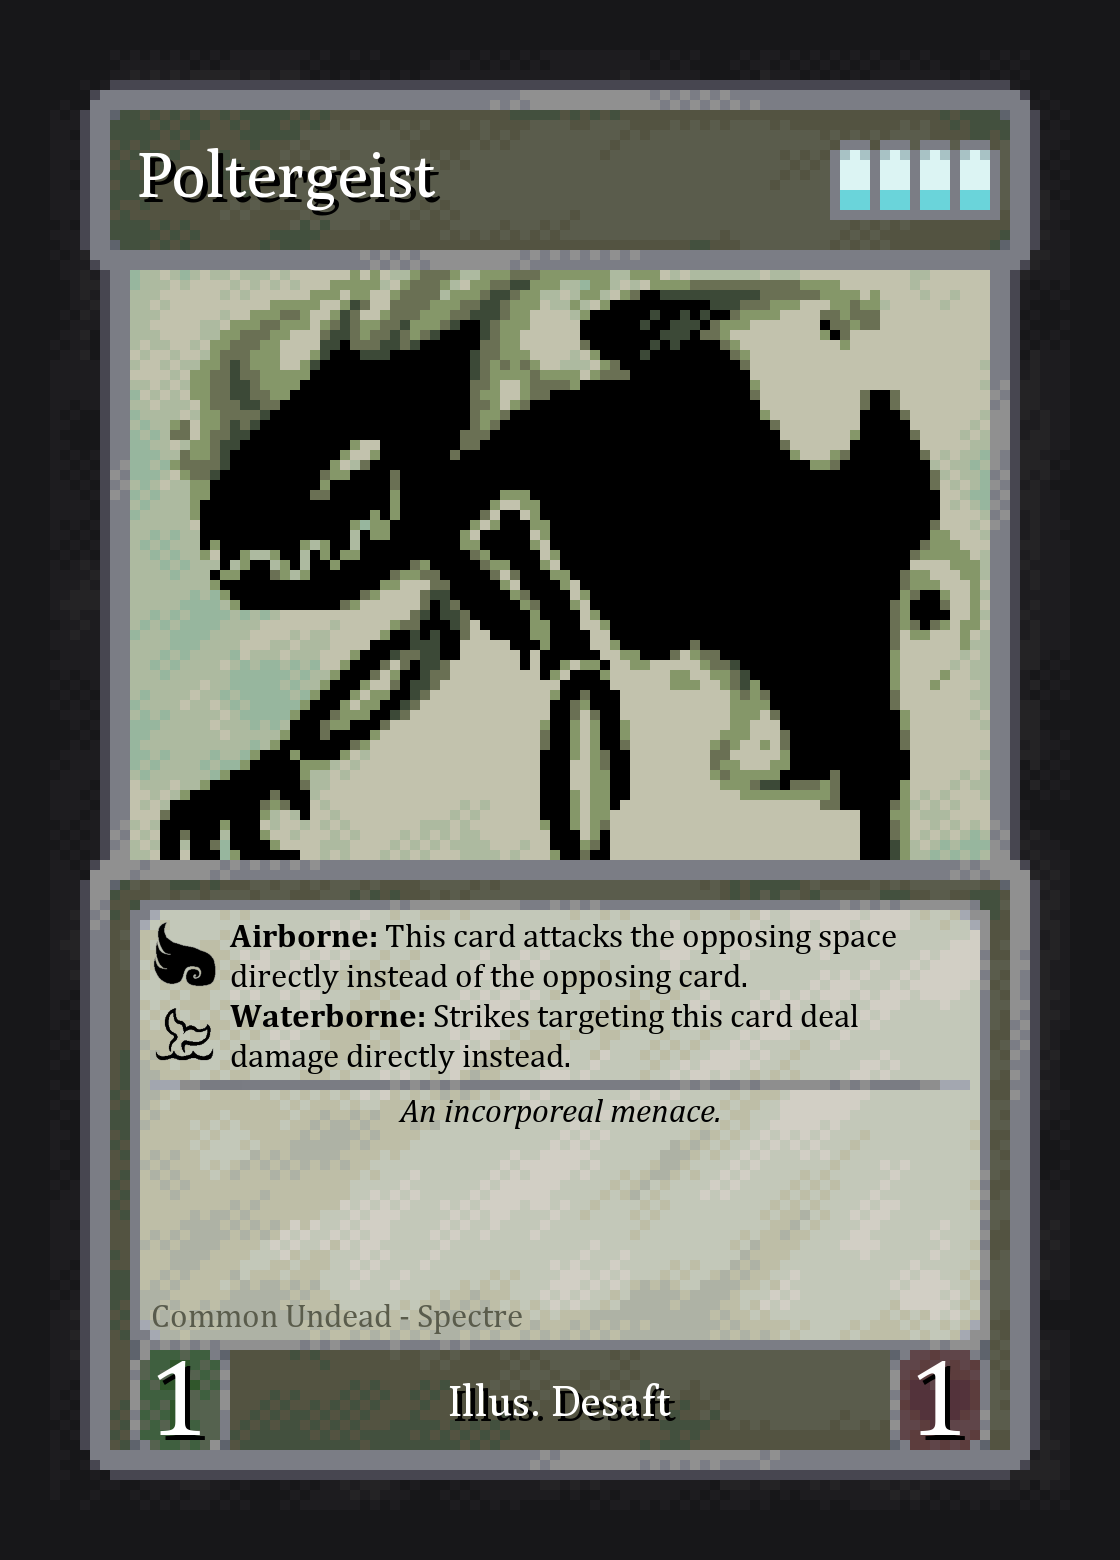 Poltergeist
Airborne: This card attacks the opposing space
directly instead of the opposing card.
Waterborne: Strikes targeting this card deal
damage directly instead.
An incorporeal menace.
Common Undead - Spectre
1
Illus. Desaft
1